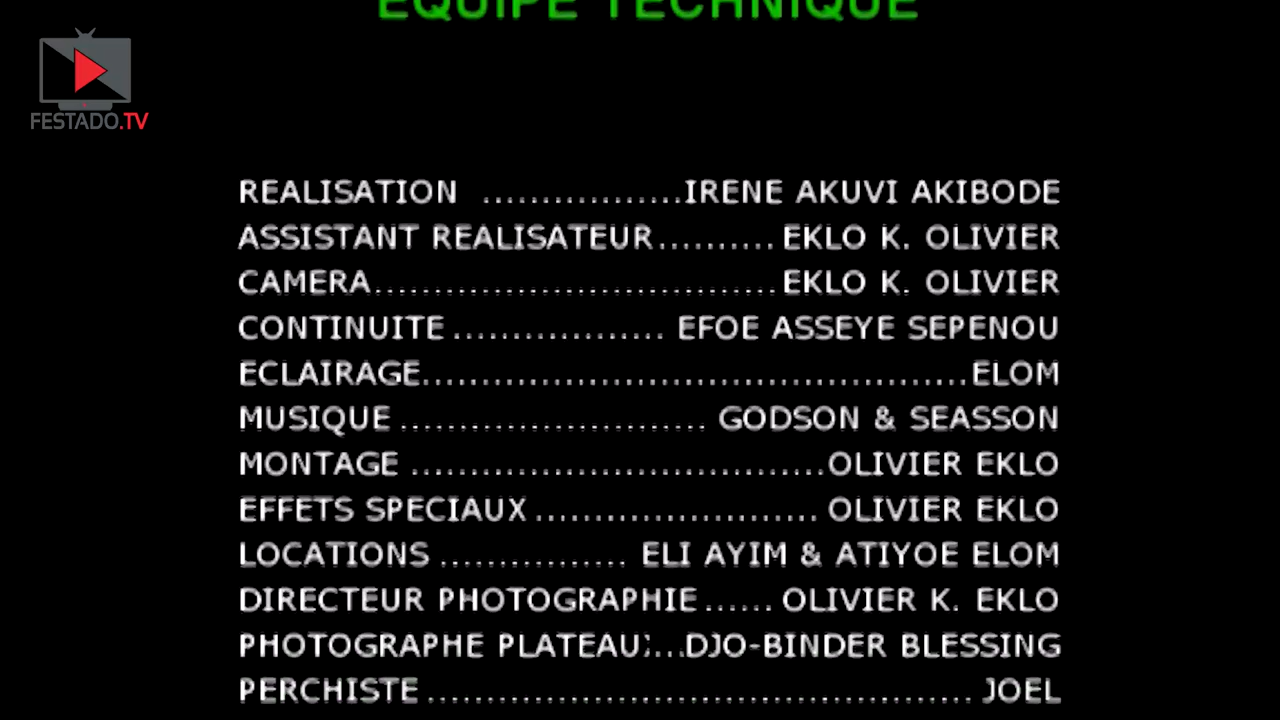 EQUIPE TECHNIQUE
FESTADO.TV
REALISATION .................IRENE AKUVI AKIBODE
ASSISTANT REALISATEUR.......... EKLO K. OLIVIER
CAMERA.................................. EKLO K. OLIVIER
CONTINUITE .................. EFOE ASSEYE SEPENOU
ECLAIRAGE..............................................ELOM
MUSIQUE .......................... GODSON & SEASSON
MONTAGE ...................................OLIVIER EKLO
EFFETS SPECIAUX ........................ OLIVIER EKLO
LOCATIONS ................ ELI AYIM & ATIYOE ELOM
DIRECTEUR PHOTOGRAPHIE ...... OLIVIER K. EKLO
PHOTOGRAPHE PLATEAU:...DJO-BINDER BLESSING
PERCHISTE .............................................. JOEL